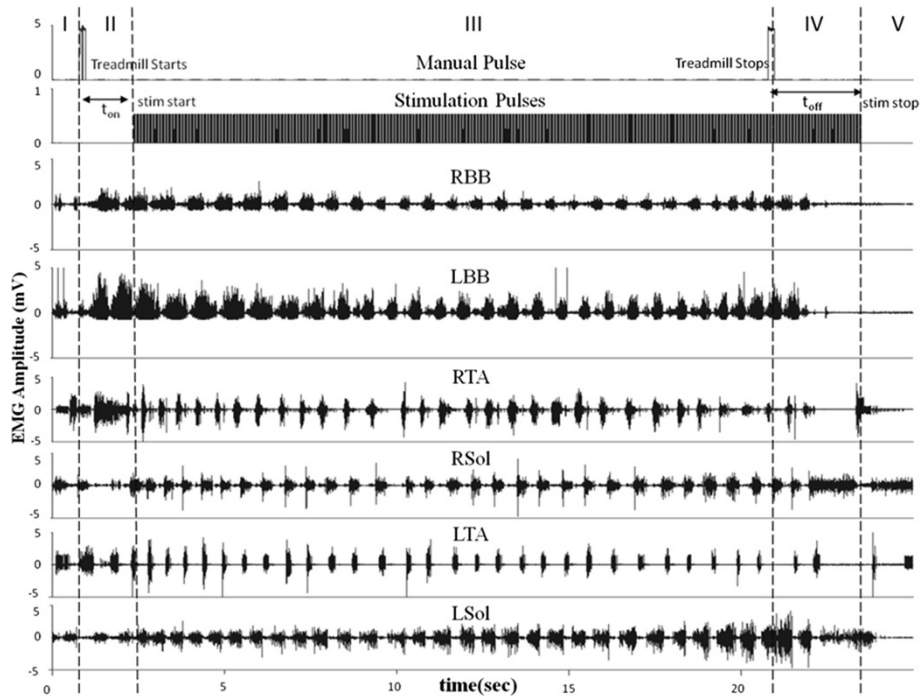 I II III IV V
5
Treadmill Starts Manual Pulse Treadmill Stops
0
t_on t_off
1 stim start Stimulation Pulses stim stop
0
5 RBB
0
-5
5 LBB
0
-5
5 RTA
0
-5
5 RSol
0
-5
5 LTA
0
-5
5 LSol
0
-5
EMG Amplitude (mV)
0 5 10 15 20
time(sec)